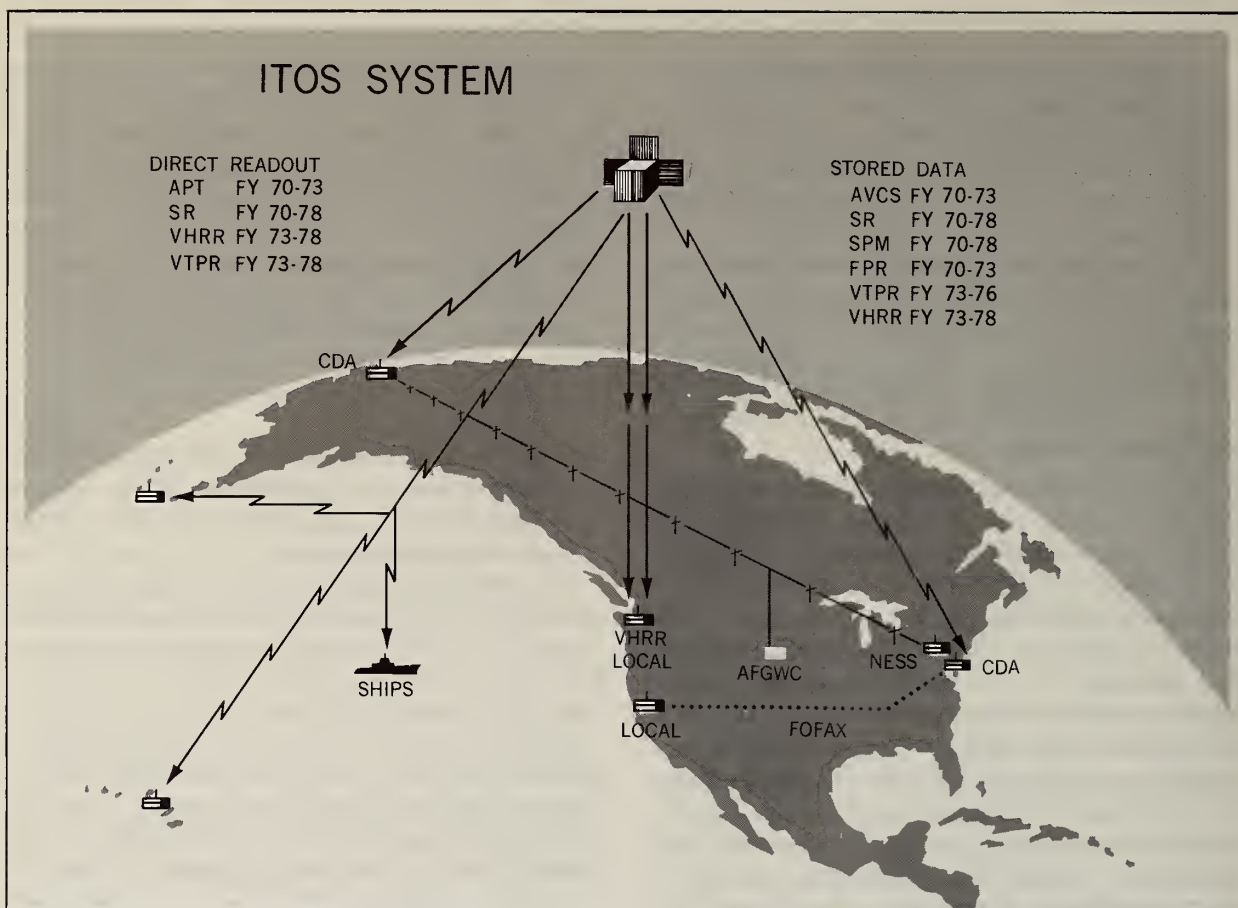 ITOS SYSTEM
DIRECT READOUT
APT FY 70-73
SR FY 70-78
VHRR FY 73-78
VTPR FY 73-78
STORED DATA
AVCS FY 70-73
SR FY 70-78
SPM FY 70-78
FPR FY 70-73
VTPR FY 73-76
VHRR FY 73-78
CDA
VHRR
LOCAL
SHIPS
AFGWC
NESS
CDA
LOCAL
FOFAX